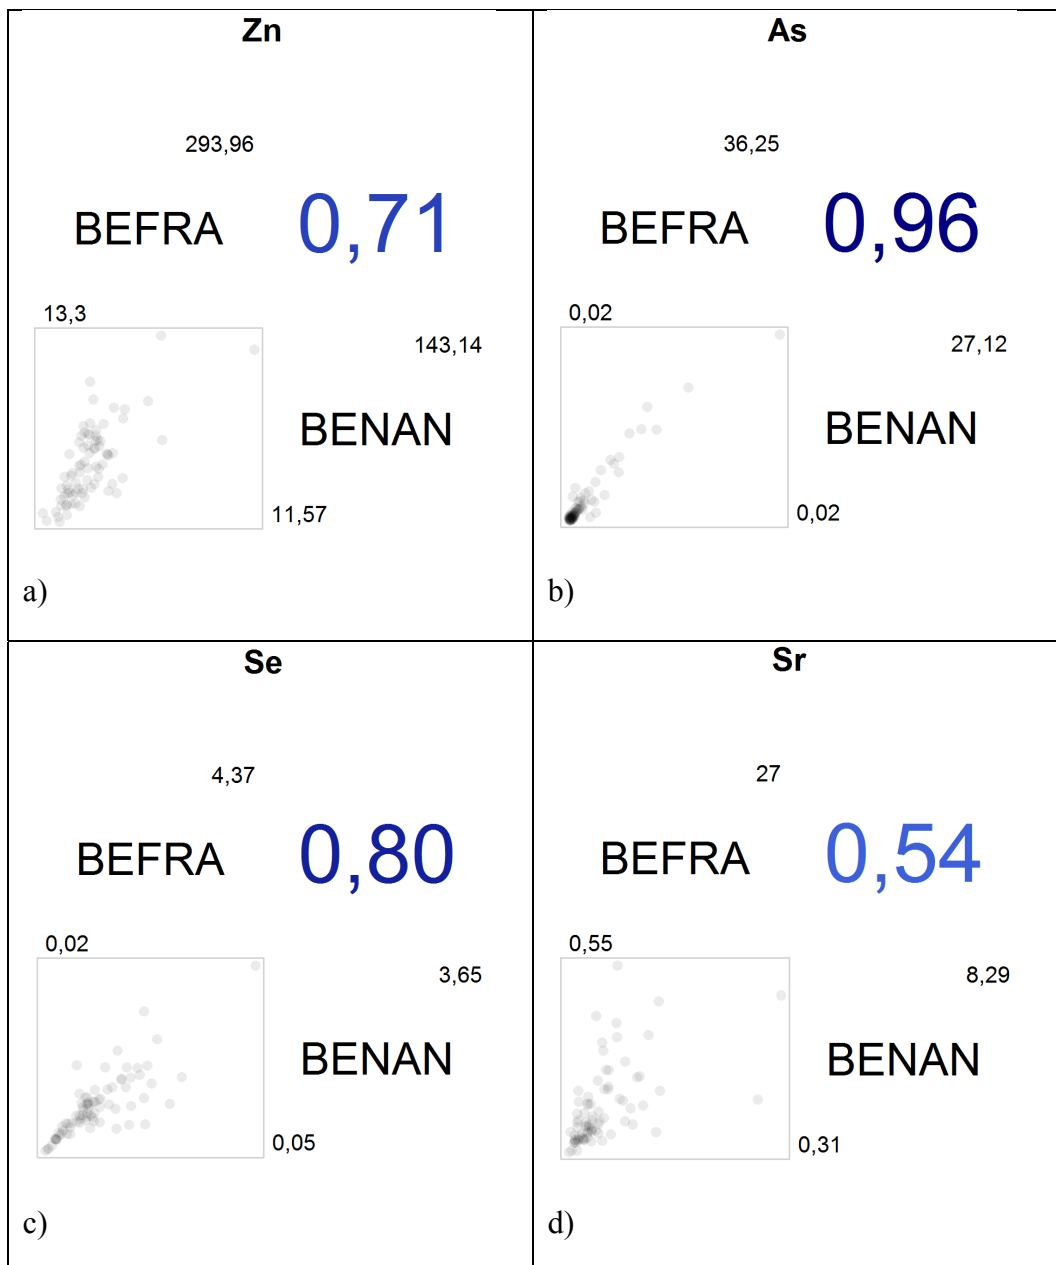 Zn
293,96
BEFRA 0,71
13,3
143,14
BENAN
11,57
a)
As
36,25
BEFRA 0,96
0,02
27,12
BENAN
0,02
b)
Se
4,37
BEFRA 0,80
0,02
3,65
BENAN
0,05
c)
Sr
27
BEFRA 0,54
0,55
8,29
BENAN
0,31
d)